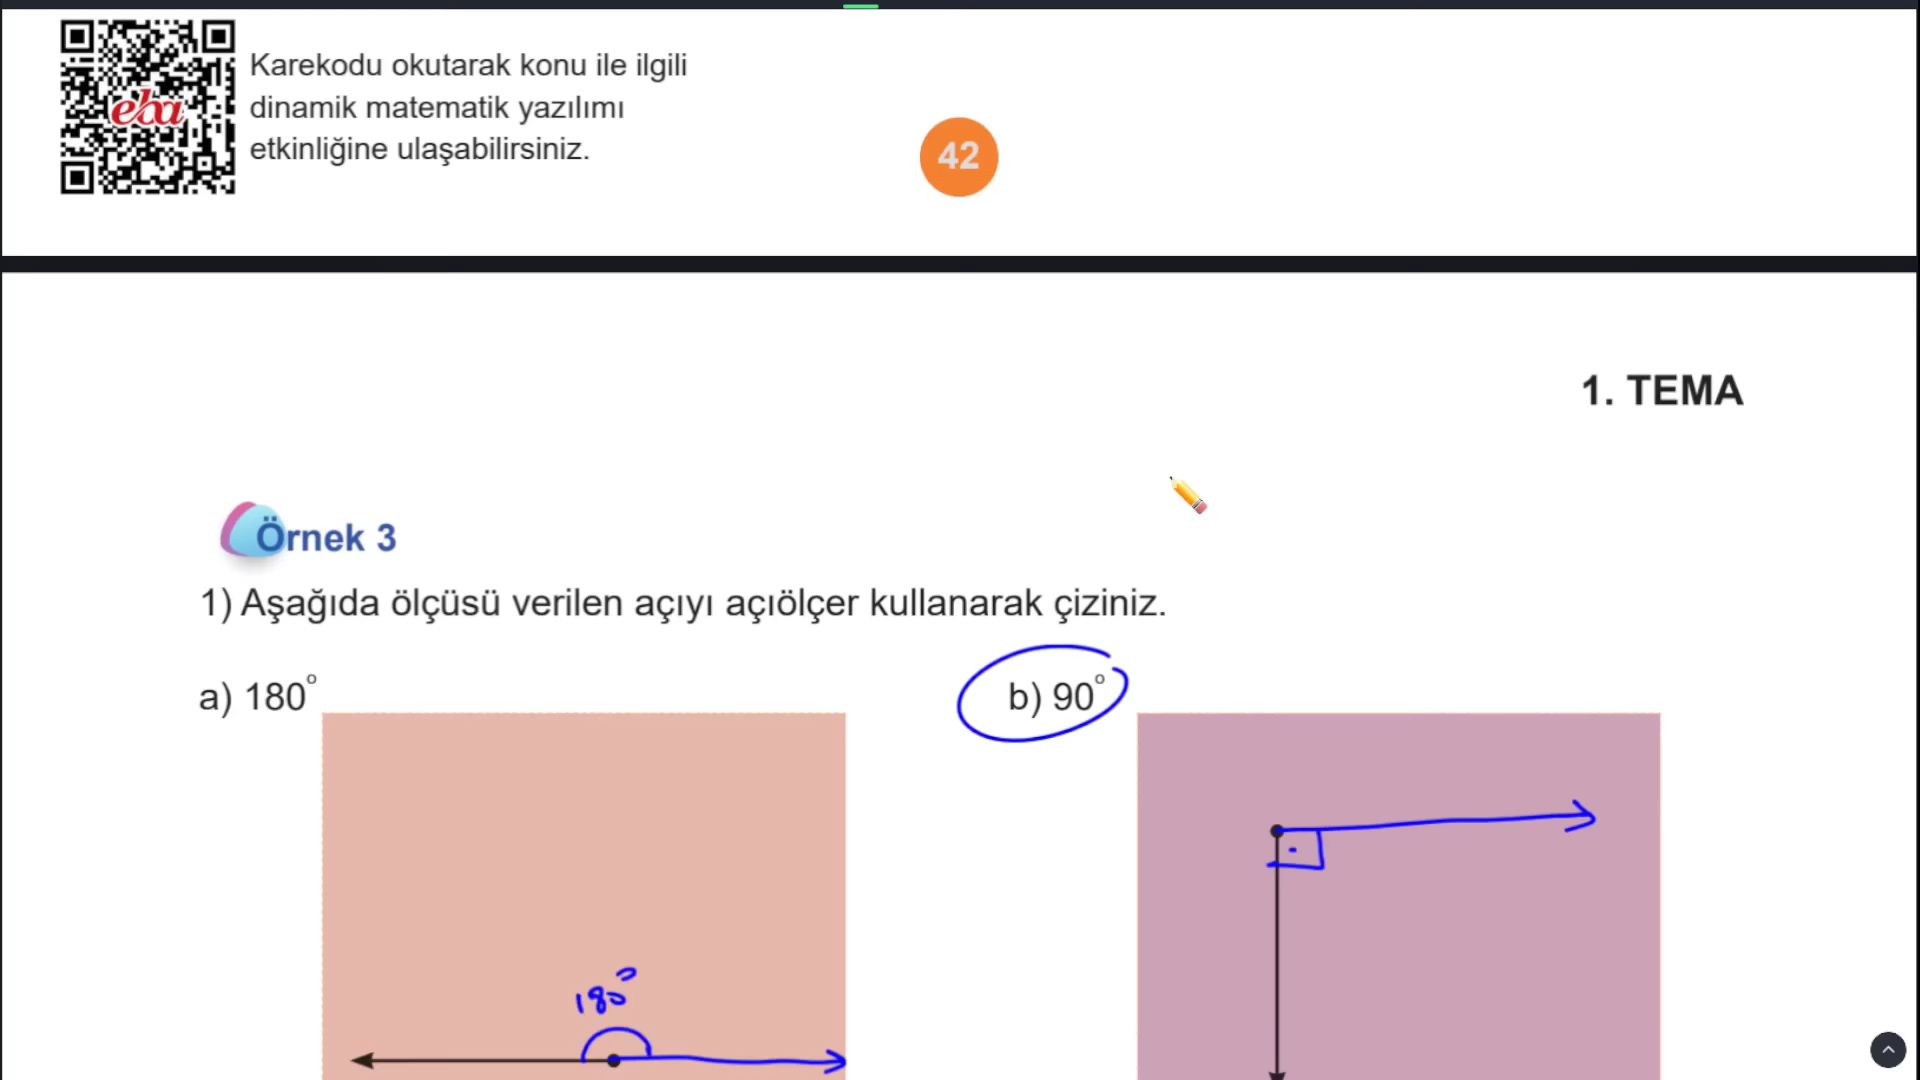 eba
Karekodu okutarak konu ile ilgili
dinamik matematik yazılımı
etkinliğine ulaşabilirsiniz.
42
1. TEMA
Örnek 3
1) Aşağıda ölçüsü verilen açıyı açıölçer kullanarak çiziniz.
a) 180°
b) 90°
180°